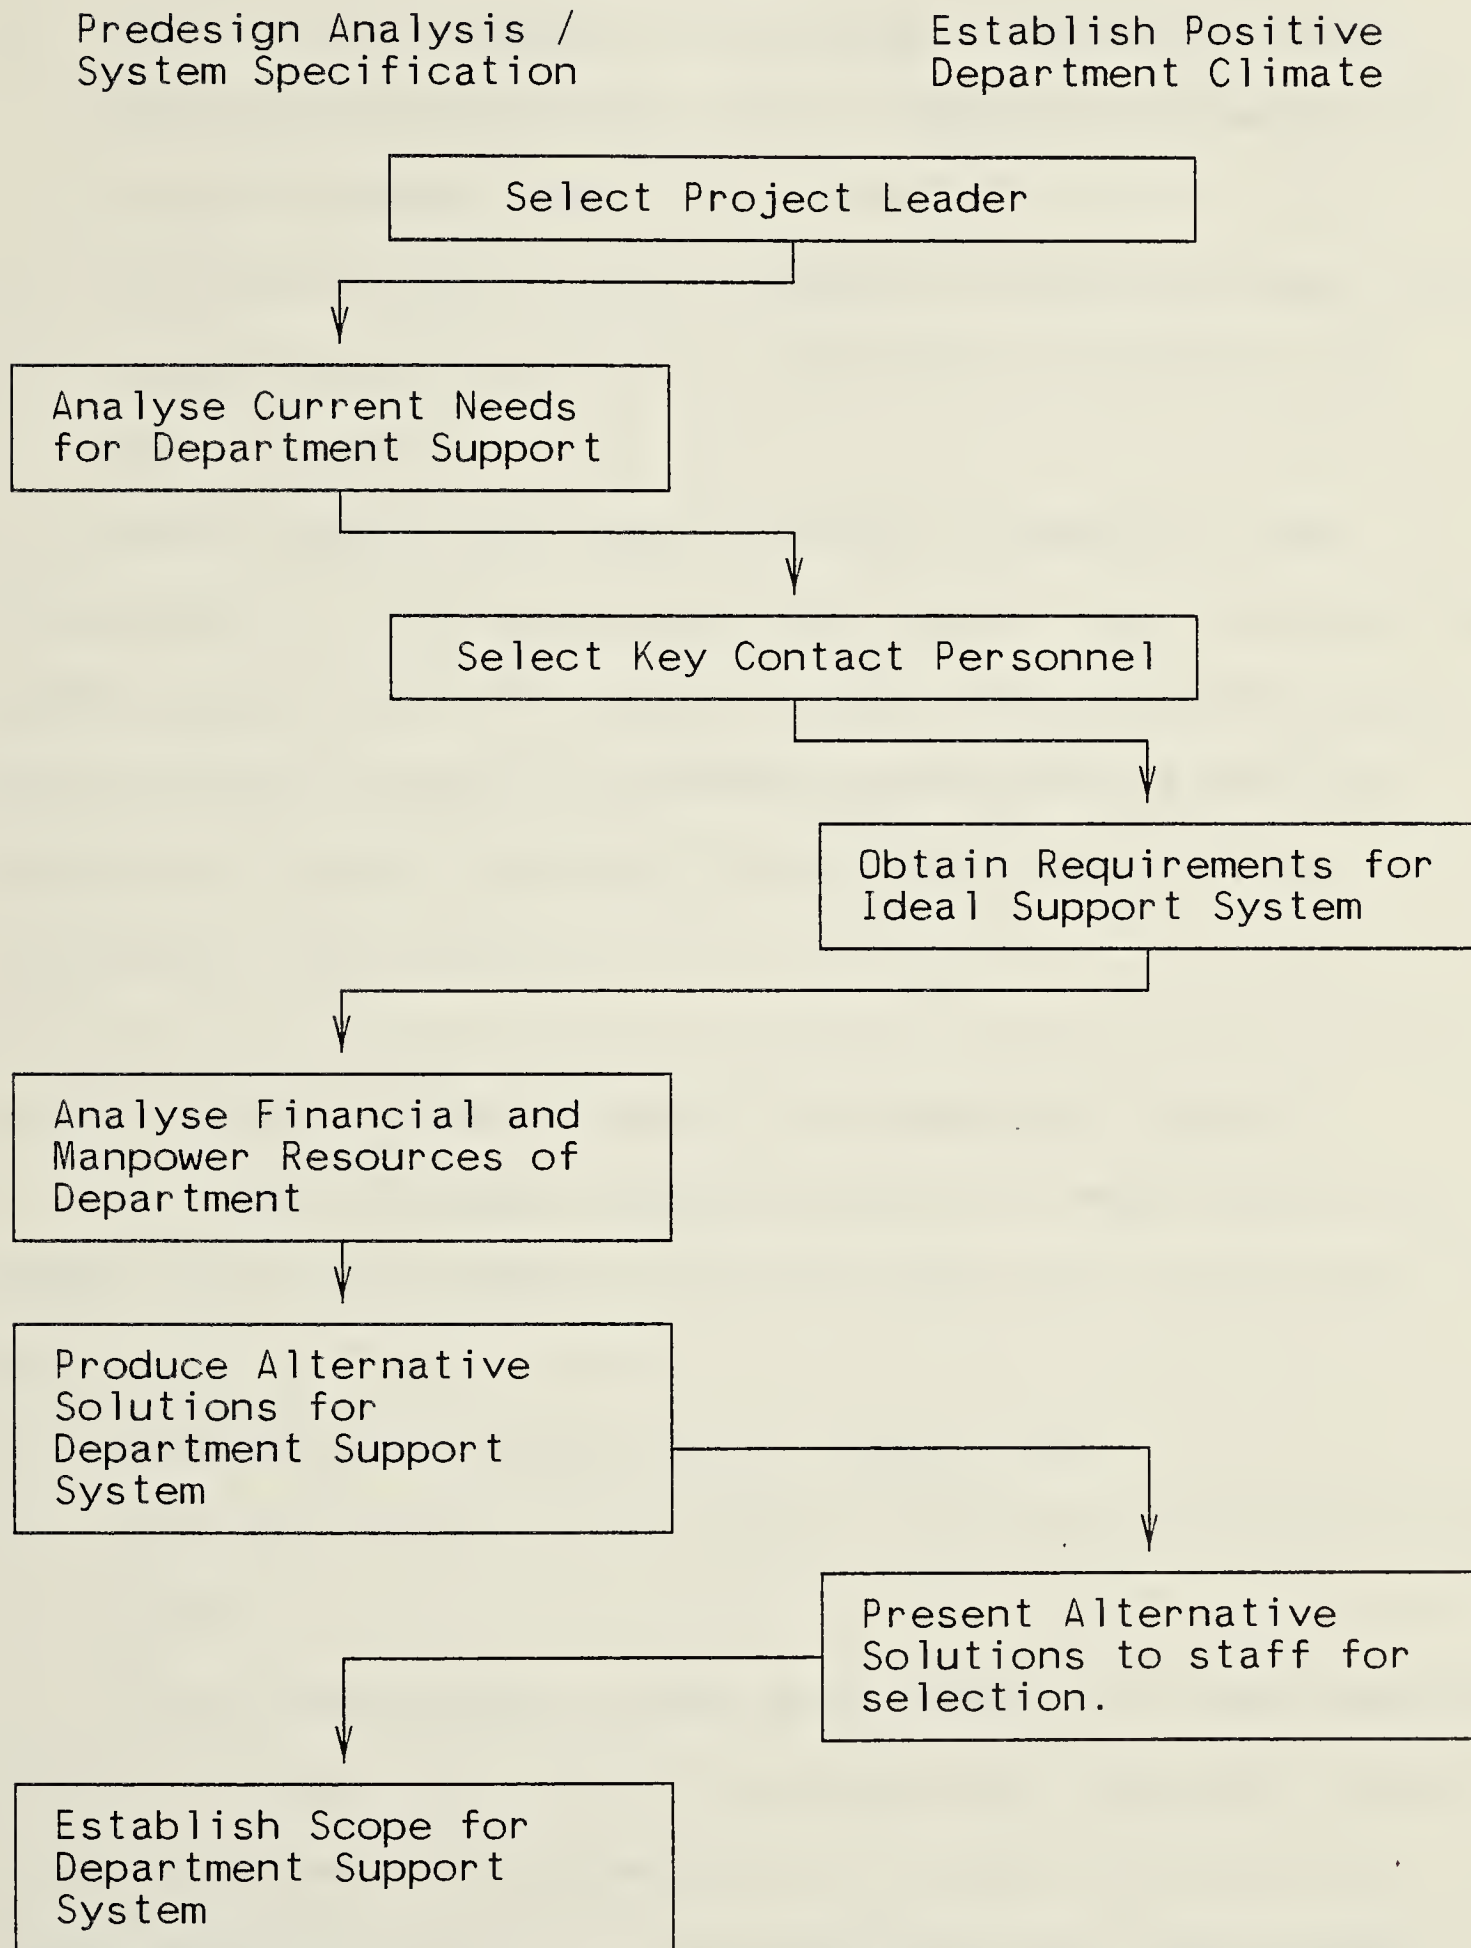 Predesign Analysis /
System Specification
Establish Positive
Department Climate
Select Project Leader
Analyse Current Needs
for Department Support
Select Key Contact Personnel
Obtain Requirements for
Ideal Support System
Analyse Financial and
Manpower Resources of
Department
Produce Alternative
Solutions for
Department Support
System
Present Alternative
Solutions to staff for
selection.
Establish Scope for
Department Support
System